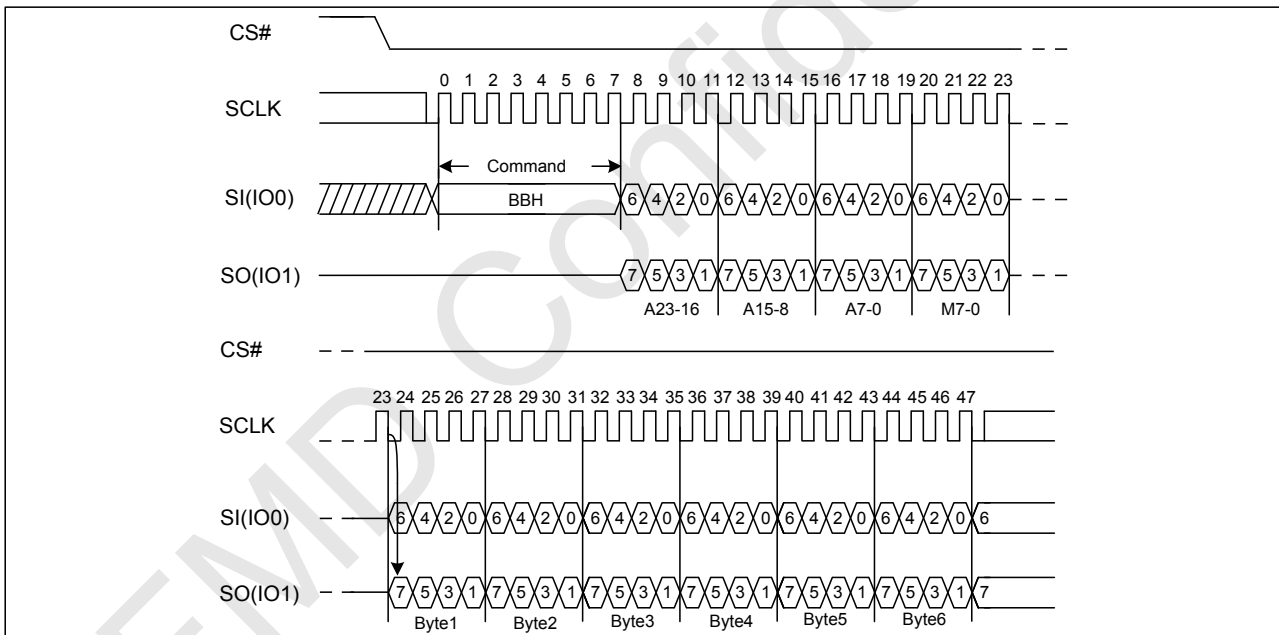 CS#
0 1 2 3 4 5 6 7 8 9 10 11 12 13 14 15 16 17 18 19 20 21 22 23
SCLK
Command
SI(IO0) BBH 6 4 2 0 6 4 2 0 6 4 2 0 6 4 2 0
SO(IO1) 7 5 3 1 7 5 3 1 7 5 3 1 7 5 3 1
A23-16 A15-8 A7-0 M7-0
CS#
23 24 25 26 27 28 29 30 31 32 33 34 35 36 37 38 39 40 41 42 43 44 45 46 47
SCLK
SI(IO0) 6 4 2 0 6 4 2 0 6 4 2 0 6 4 2 0 6 4 2 0 6 4 2 0 6
SO(IO1) 7 5 3 1 7 5 3 1 7 5 3 1 7 5 3 1 7 5 3 1 7 5 3 1 7
Byte1 Byte2 Byte3 Byte4 Byte5 Byte6